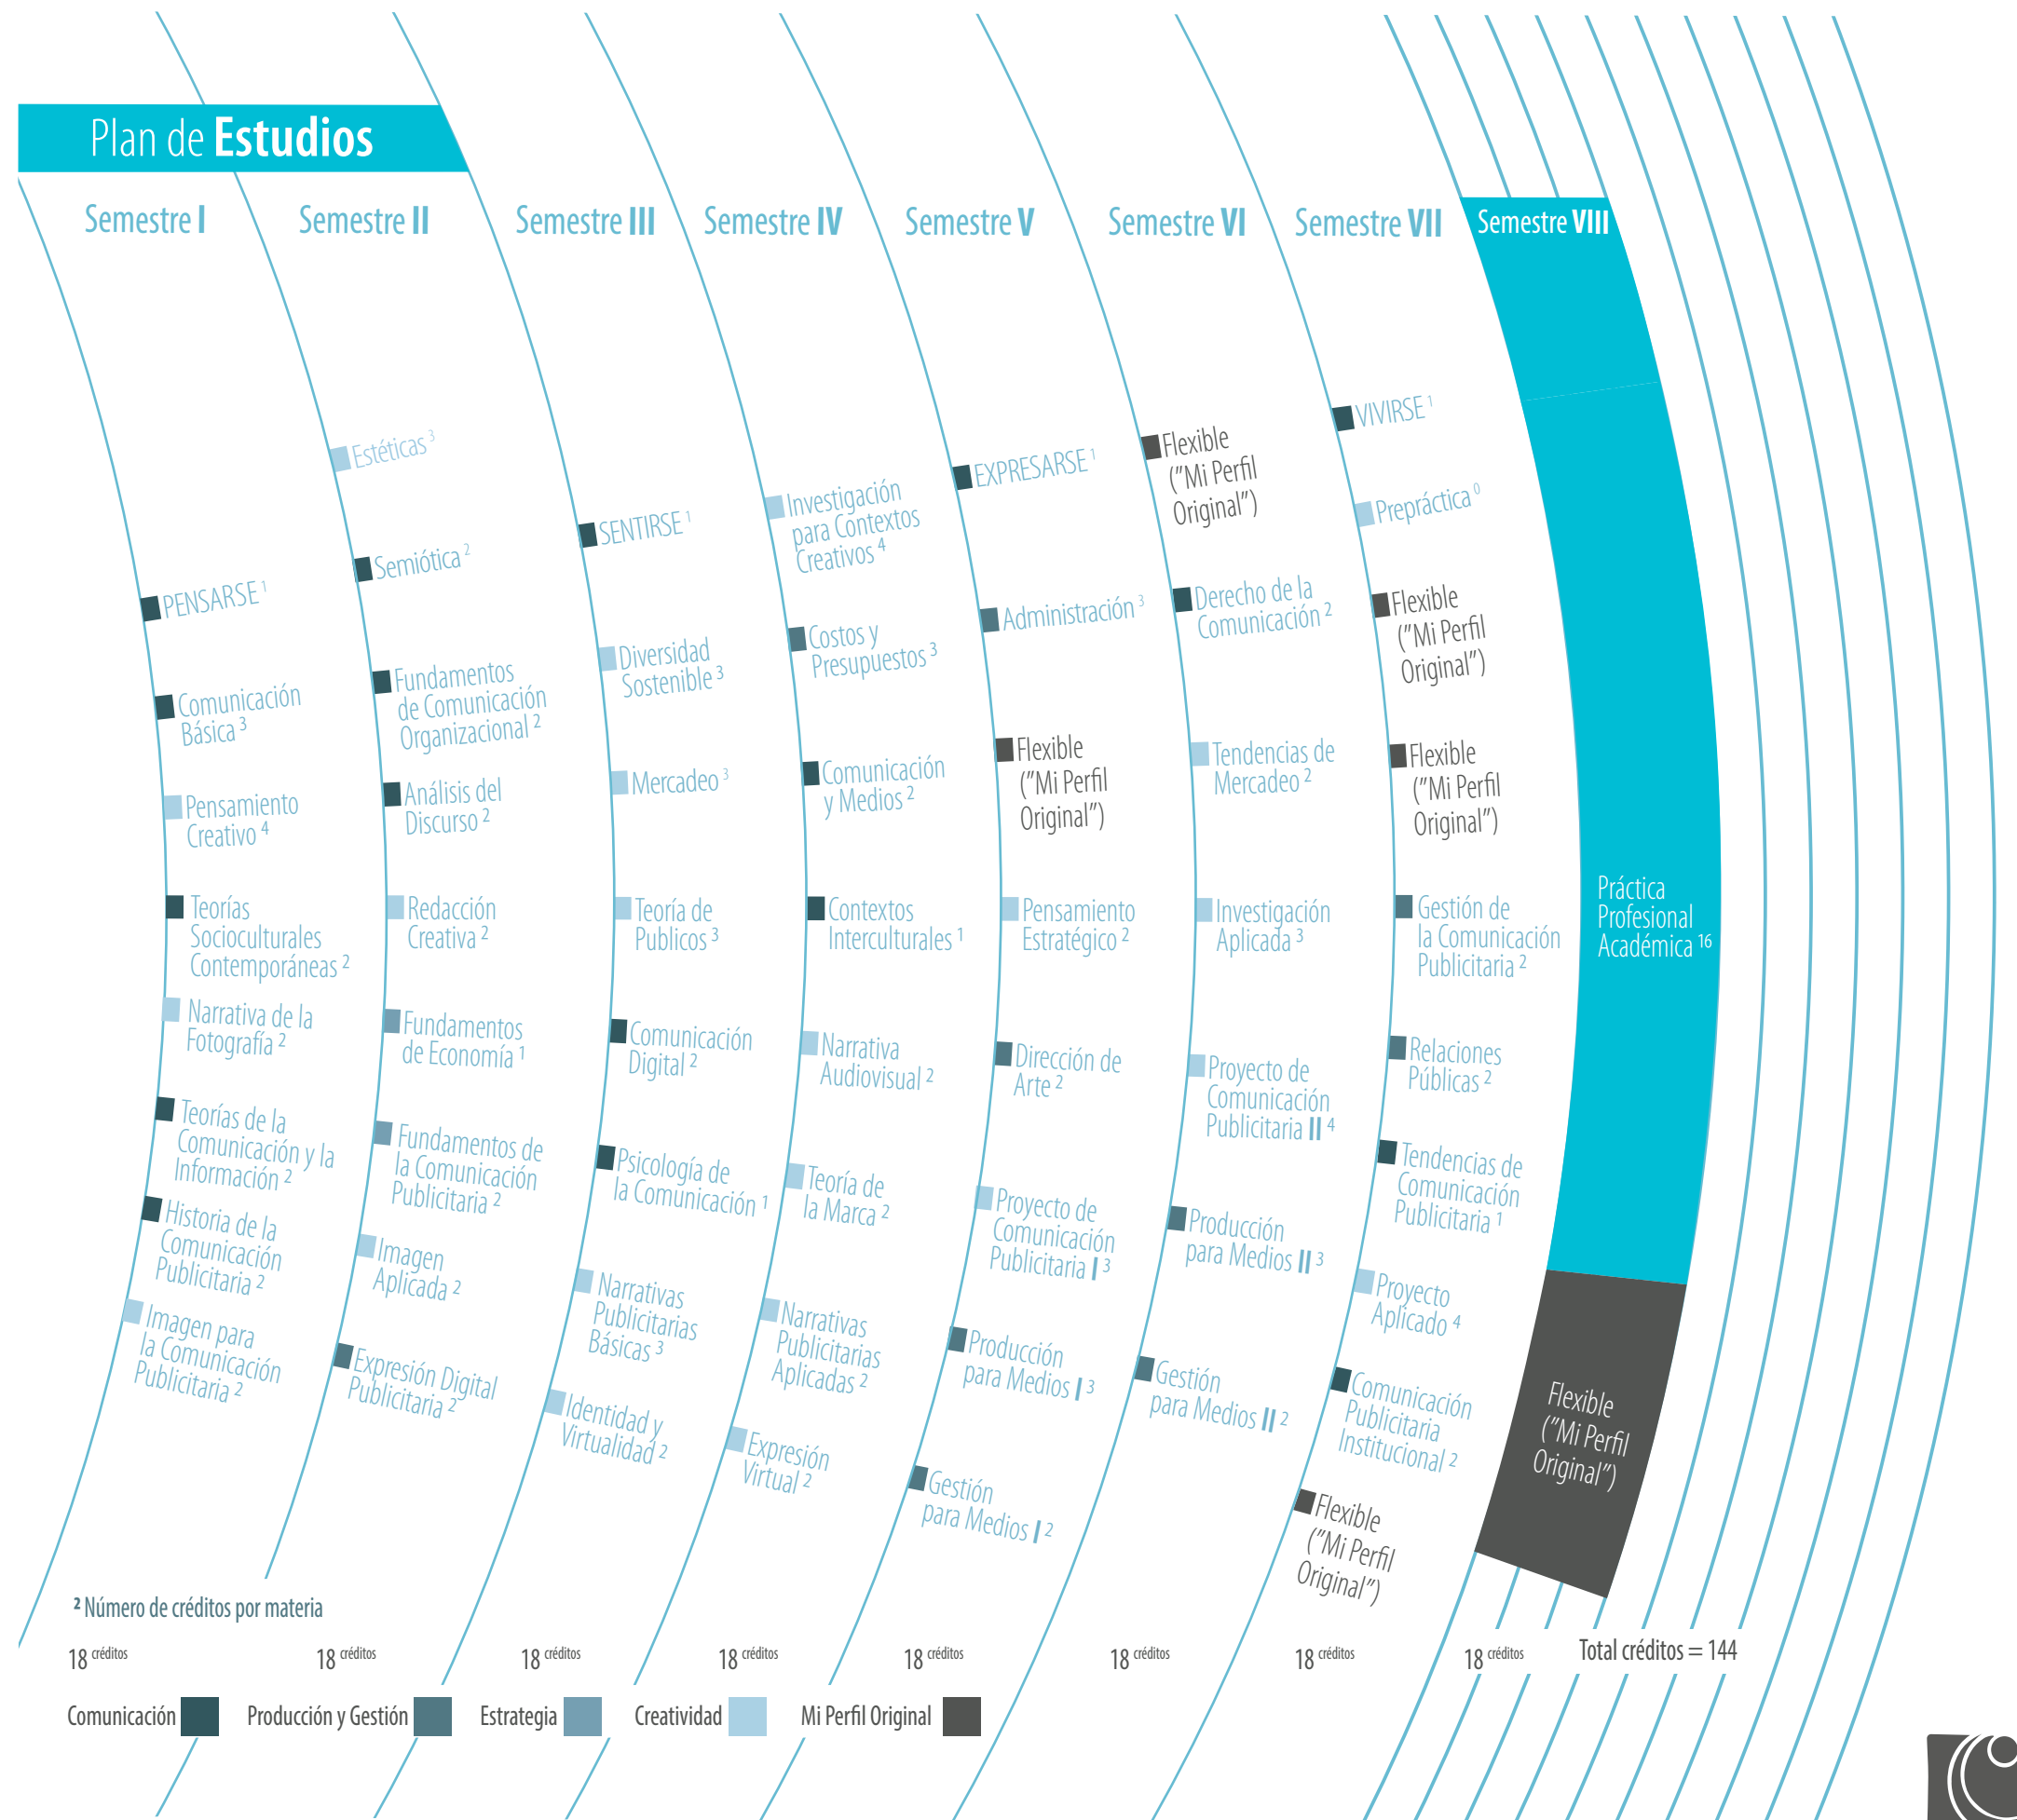 Plan de Estudios
Semestre I
PENSARSE 1
Comunicación
Básica 3
Pensamiento
Creativo 4
Teorías
Socioculturales
Contemporáneas 2
Narrativa de la
Fotografía 2
Teorías de la
Comunicación y la
Información 2
Historia de la
Comunicación
Publicitaria 2
Imagen para
la Comunicación
Publicitaria 2
Semestre II
Estéticas 3
Semiótica 2
Fundamentos
de Comunicación
Organizacional 2
Análisis del
Discurso 2
Redacción
Creativa 2
Fundamentos
de Economía 1
Fundamentos de
la Comunicación
Publicitaria 2
Imagen
Aplicada 2
Expresión Digital
Publicitaria 2
Semestre III
SENTIRSE 1
Diversidad
Sostenible 3
Mercadeo 3
Teoría de
Publicos 3
Comunicación
Digital 2
Psicología de
la Comunicación 1
Narrativas
Publicitarias
Básicas 3
Identidad y
Virtualidad 2
Semestre IV
Investigación
para Contextos
Creativos 4
Costos y
Presupuestos 3
Comunicación
y Medios 2
Contextos
Interculturales 1
Narrativa
Audiovisual 2
Teoría de
la Marca 2
Narrativas
Publicitarias
Aplicadas 2
Expresión
Virtual 2
Semestre V
EXPRESARSE 1
Administración 3
Flexible
("Mi Perfil
Original")
Pensamiento
Estratégico 2
Dirección de
Arte 2
Proyecto de
Comunicación
Publicitaria I 3
Producción
para Medios I 3
Gestión
para Medios I 2
Semestre VI
Flexible
("Mi Perfil
Original")
Derecho de la
Comunicación 2
Tendencias de
Mercadeo 2
Investigación
Aplicada 3
Proyecto de
Comunicación
Publicitaria II 4
Producción
para Medios II 3
Gestión
para Medios II 2
Semestre VII
VIVIRSE 1
Prepráctica 0
Flexible
("Mi Perfil
Original")
Flexible
("Mi Perfil
Original")
Gestión de
la Comunicación
Publicitaria 2
Relaciones
Públicas 2
Tendencias de
Comunicación
Publicitaria 1
Proyecto
Aplicado 4
Comunicación
Publicitaria
Institucional 2
Flexible
("Mi Perfil
Original")
Semestre VIII
Práctica
Profesional
Académica 16
Flexible
("Mi Perfil
Original")
2 Número de créditos por materia
18 créditos
18 créditos
18 créditos
18 créditos
18 créditos
18 créditos
18 créditos
18 créditos
Total créditos = 144
Comunicación
Producción y Gestión
Estrategia
Creatividad
Mi Perfil Original